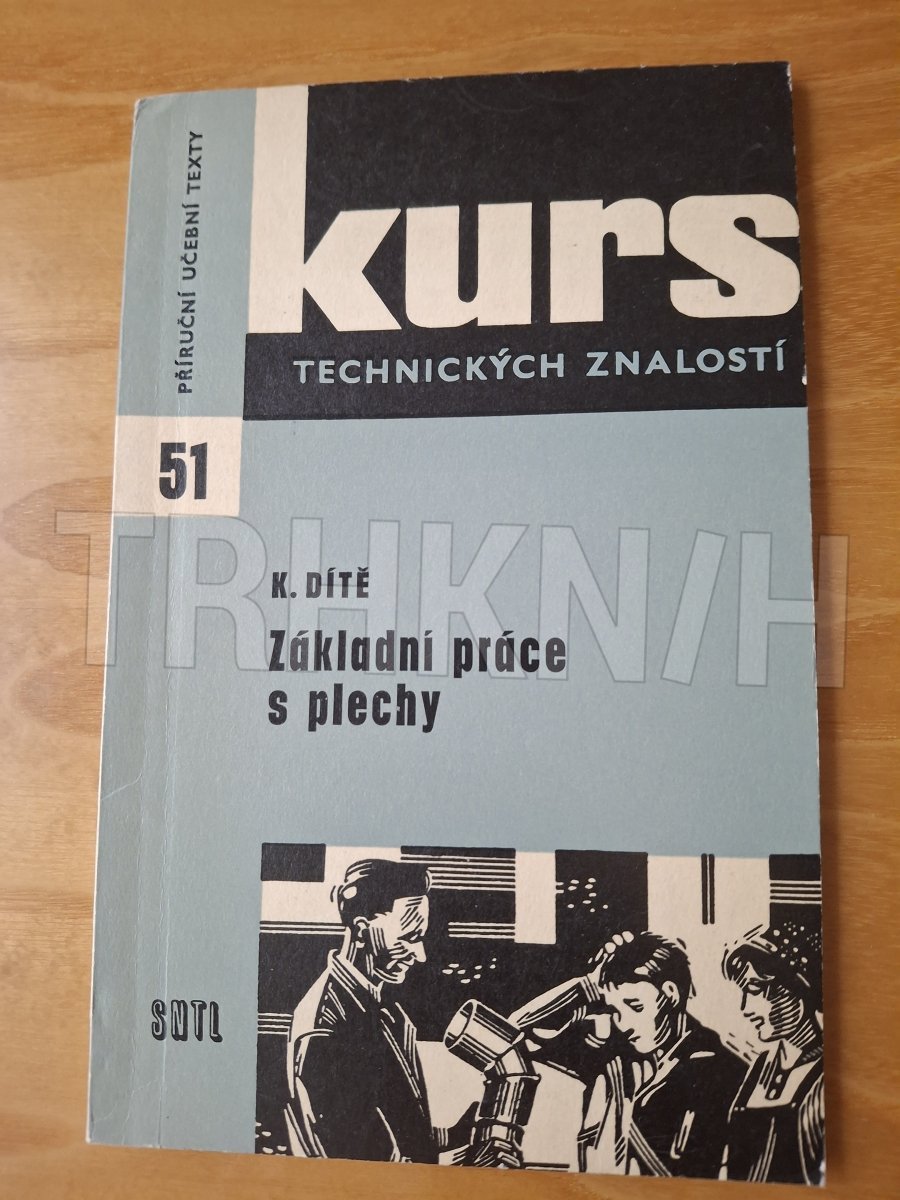 PŘÍRUČNÍ UČEBNÍ TEXTY
kurs
TECHNICKÝCH ZNALOSTÍ
51
TRHKNIH
K. DÍTĚ
Základní práce
s plechy
SNTL